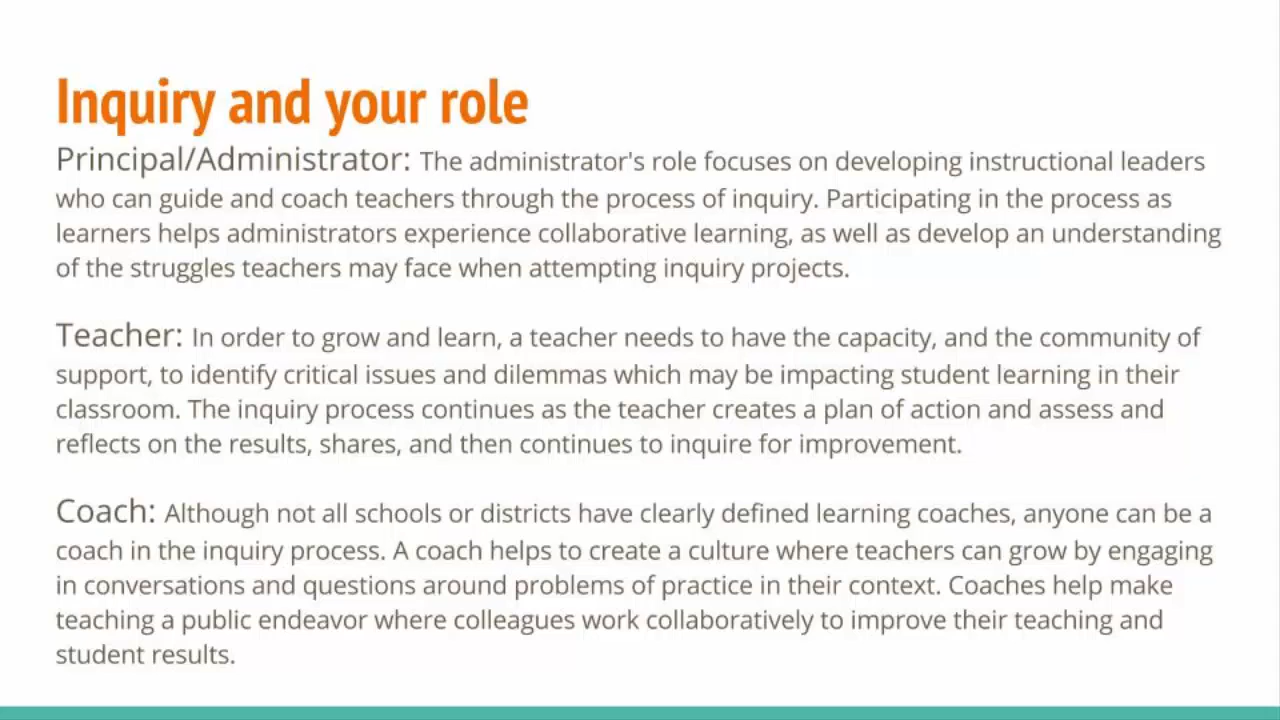 Inquiry and your role
Principal/Administrator: The administrator's role focuses on developing instructional leaders
who can guide and coach teachers through the process of inquiry. Participating in the process as
learners helps administrators experience collaborative learning, as well as develop an understanding
of the struggles teachers may face when attempting inquiry projects.
Teacher: In order to grow and learn, a teacher needs to have the capacity, and the community of
support, to identify critical issues and dilemmas which may be impacting student learning in their
classroom. The inquiry process continues as the teacher creates a plan of action and assess and
reflects on the results, shares, and then continues to inquire for improvement.
Coach: Although not all schools or districts have clearly defined learning coaches, anyone can be a
coach in the inquiry process. A coach helps to create a culture where teachers can grow by engaging
in conversations and questions around problems of practice in their context. Coaches help make
teaching a public endeavor where colleagues work collaboratively to improve their teaching and
student results.